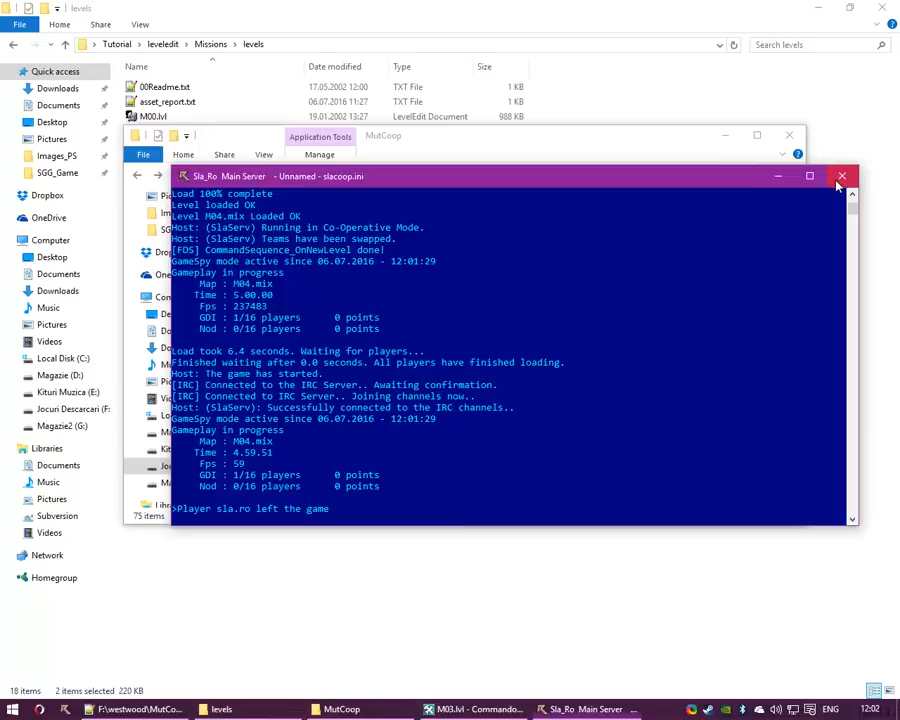 levels
File Home Share View
Tutorial leveledit Missions levels
Search levels
Quick access
Downloads
Documents
Desktop
Pictures
Images_PS
SGG_Game
Dropbox
OneDrive
Computer
Desktop
Documents
Downloads
Music
Pictures
Videos
Local Disk (C:)
Magazie (D:)
Kituri Muzica (E:)
Jocuri Descarcari (F:
Magazie2 (G:)
Libraries
Documents
Music
Pictures
Subversion
Videos
Network
Homegroup
Name Date modified Type Size
00Readme.txt 17.05.2002 12:00 TXT File 1 KB
asset_report.txt 06.07.2016 11:27 TXT File 1 KB
M00.lvl 19.01.2002 13:27 LevelEdit Document 988 KB
Application Tools MutCoop
File Home Share View Manage
75 items
Sla_Ro Main Server - Unnamed - slacoop.ini
Load 100% complete
Level loaded OK
Level M04.mix Loaded OK
Host: (SlaServ) Running in Co-Operative Mode.
Host: (SlaServ) Teams have been swapped.
[FDS] CommandSequence_OnNewLevel done!
GameSpy mode active since 06.07.2016 - 12:01:29
Gameplay in progress
Map : M04.mix
Time : 5.00.00
Fps : 237483
GDI : 1/16 players 0 points
Nod : 0/16 players 0 points
Load took 6.4 seconds. Waiting for players...
Finished waiting after 0.0 seconds. All players have finished loading.
Host: The game has started.
[IRC] Connected to the IRC Server.. Awaiting confirmation.
[IRC] Connected to IRC Server.. Joining channels now..
Host: (SlaServ): Successfully connected to the IRC channels..
GameSpy mode active since 06.07.2016 - 12:01:29
Gameplay in progress
Map : M04.mix
Time : 4.59.51
Fps : 59
GDI : 1/16 players 0 points
Nod : 0/16 players 0 points
>Player sla.ro left the game
18 items 2 items selected 220 KB
F:\westwood\MutCo... levels MutCoop M03.lvl - Commando... Sla_Ro Main Server ... ENG 12:02